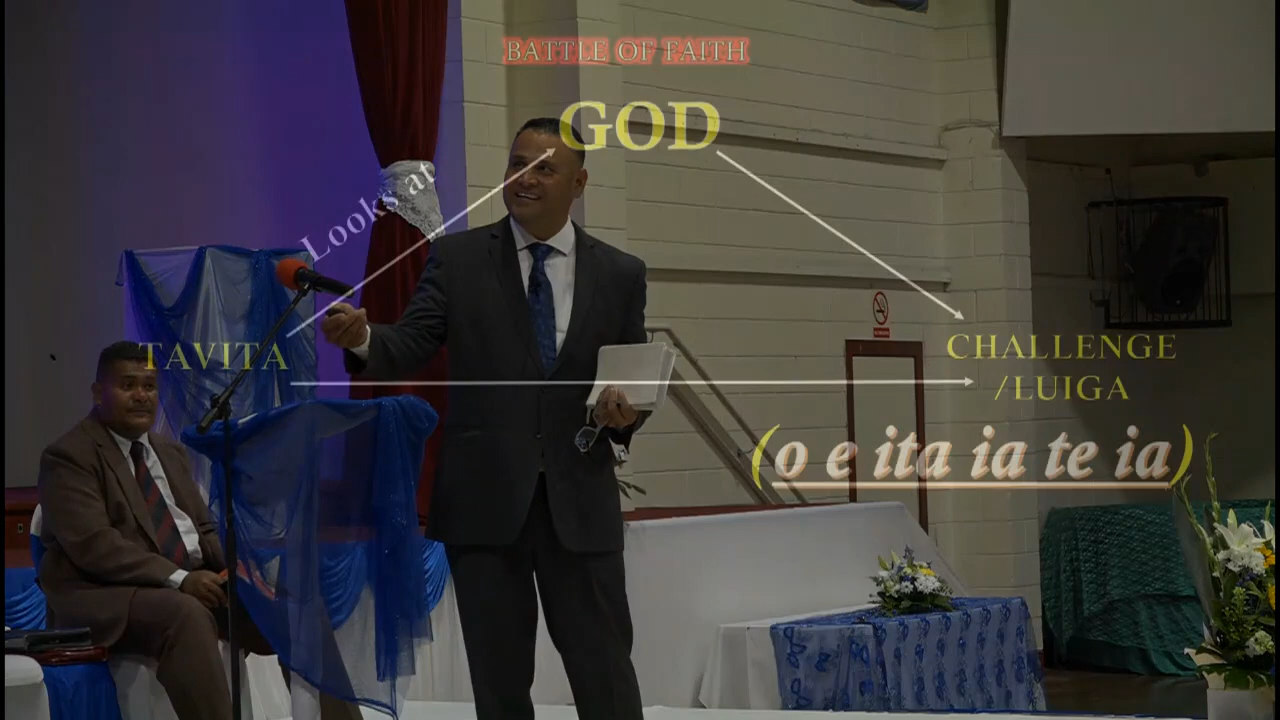 BATTLE OF FAITH
GOD
Looks at
TAVITA
CHALLENGE
/LUIGA
(o e ita ia te ia)